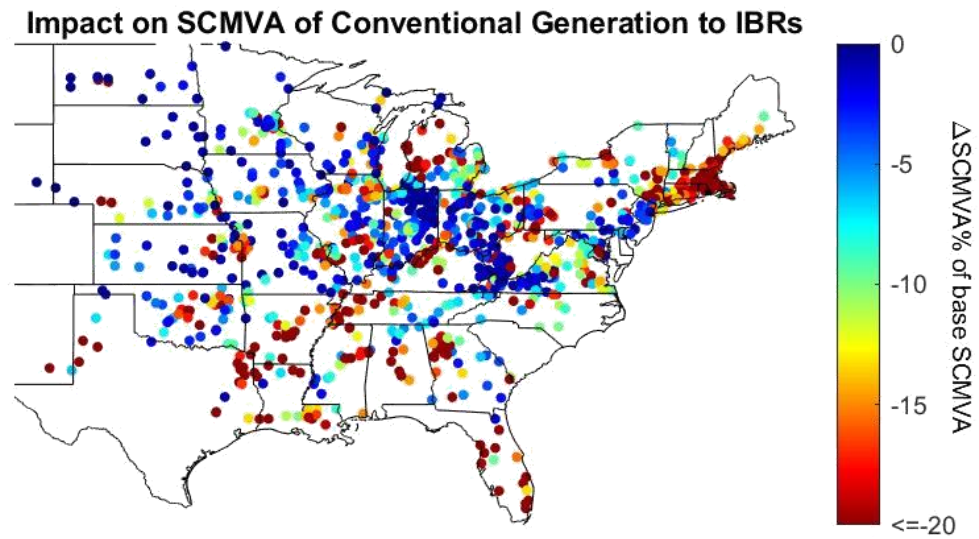 Impact on SCMVA of Conventional Generation to IBRs
0
-5
-10
-15
<=-20
ΔSCMVA% of base SCMVA